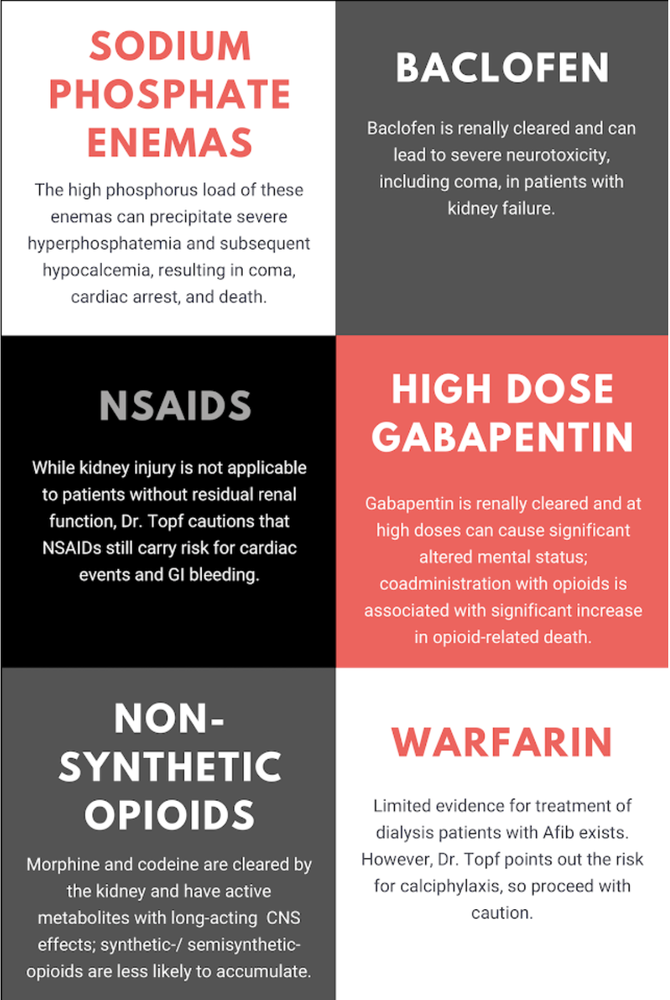 SODIUM
PHOSPHATE
ENEMAS
The high phosphorus load of these
enemas can precipitate severe
hyperphosphatemia and subsequent
hypocalcemia, resulting in coma,
cardiac arrest, and death.
BACLOFEN
Baclofen is renally cleared and can
lead to severe neurotoxicity,
including coma, in patients with
kidney failure.
NSAIDS
While kidney injury is not applicable
to patients without residual renal
function, Dr. Topf cautions that
NSAIDs still carry risk for cardiac
events and GI bleeding.
HIGH DOSE
GABAPENTIN
Gabapentin is renally cleared and at
high doses can cause significant
altered mental status;
coadministration with opioids is
associated with significant increase
in opioid-related death.
NON-
SYNTHETIC
OPIOIDS
Morphine and codeine are cleared by
the kidney and have active
metabolites with long-acting  CNS
effects; synthetic-/ semisynthetic-
opioids are less likely to accumulate.
WARFARIN
Limited evidence for treatment of
dialysis patients with Afib exists.
However, Dr. Topf points out the risk
for calciphylaxis, so proceed with
caution.